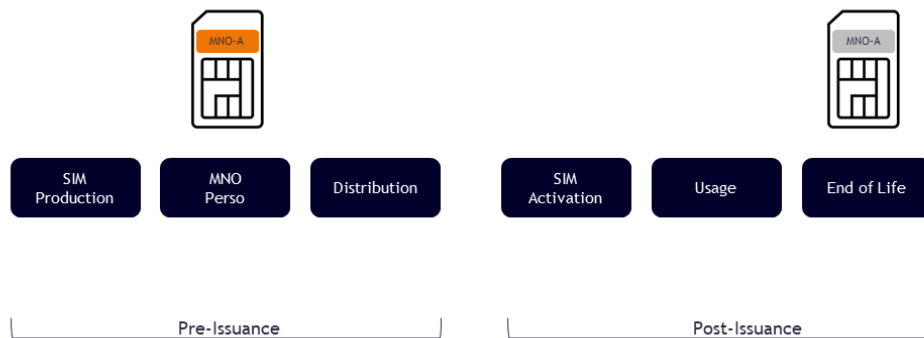 MNO-A
MNO-A
SIM
Production
MNO
Perso
Distribution
SIM
Activation
Usage
End of Life
Pre-Issuance
Post-Issuance